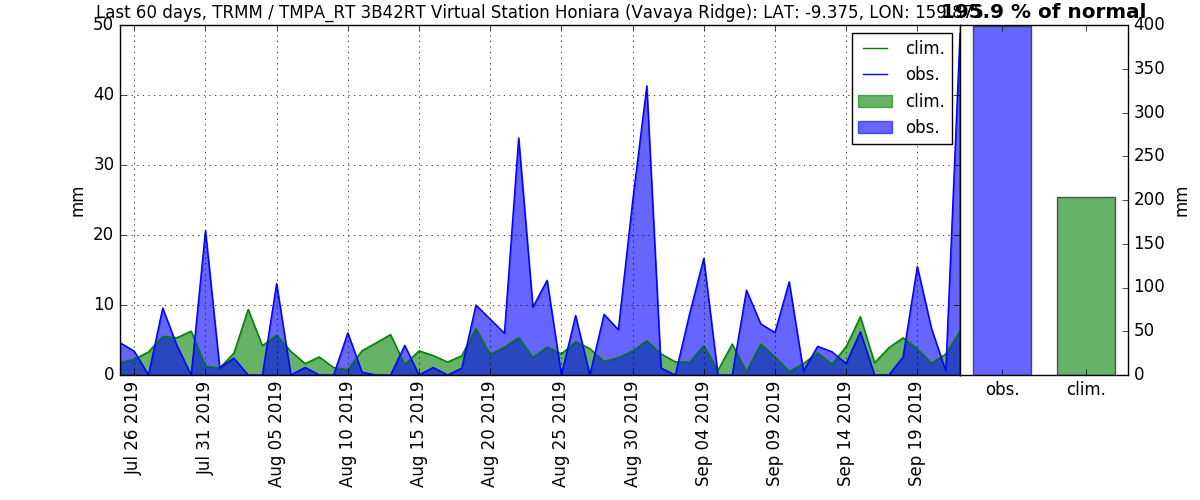 Last 60 days, TRMM / TMPA_RT 3B42RT Virtual Station Honiara (Vavaya Ridge): LAT: -9.375, LON:
195.9 % of normal
50
40
30
20
10
0
mm
clim.
obs.
clim.
obs.
Jul 26 2019
Jul 31 2019
Aug 05 2019
Aug 10 2019
Aug 15 2019
Aug 20 2019
Aug 25 2019
Aug 30 2019
Sep 04 2019
Sep 09 2019
Sep 14 2019
Sep 19 2019
400
350
300
250
200
150
100
50
0
mm
obs.
clim.